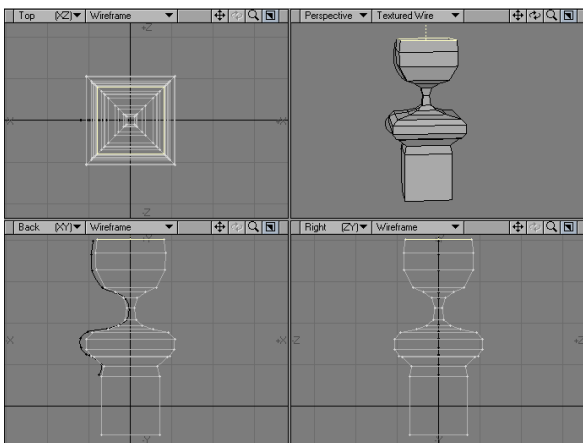 Top (XZ) Wireframe
Perspective Textured Wire
+Z
-Z
Back (XY) Wireframe
Right (ZY) Wireframe
-X
+X
-Z
+Z
-Y
-Y